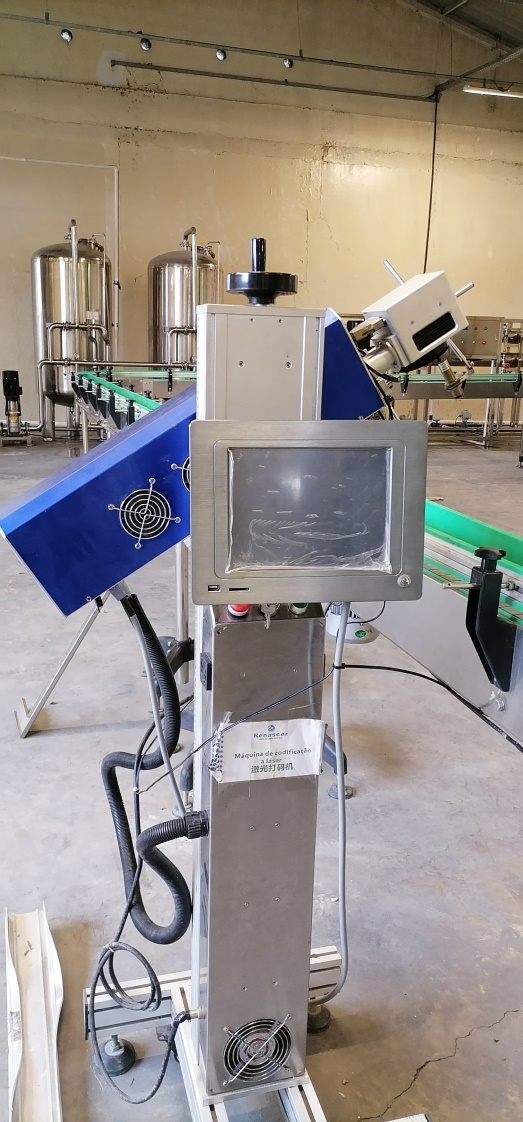 Renascer
Máquina de codificação
a laser
激光打码机